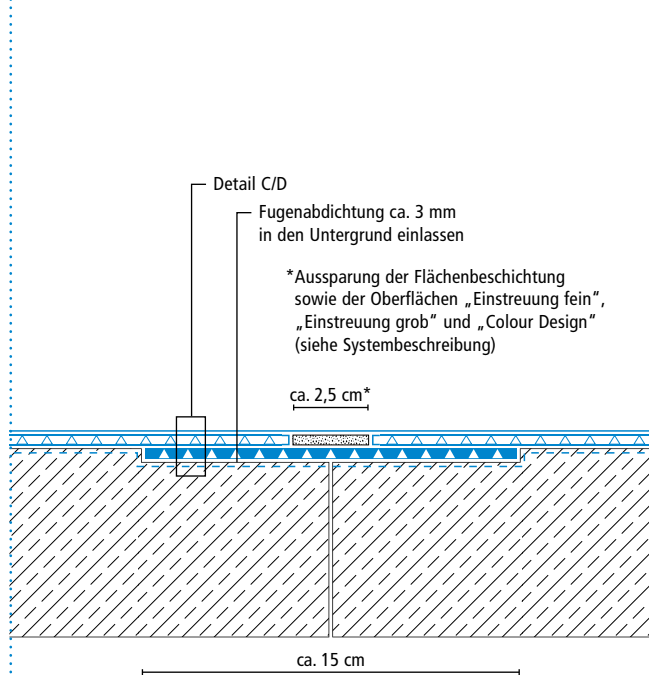 Detail C/D
Fugenabdichtung ca. 3 mm
in den Untergrund einlassen
*Aussparung der Flächenbeschichtung
sowie der Oberflächen „Einstreuung fein“,
„Einstreuung grob“ und „Colour Design“
(siehe Systembeschreibung)
ca. 2,5 cm*
ca. 15 cm